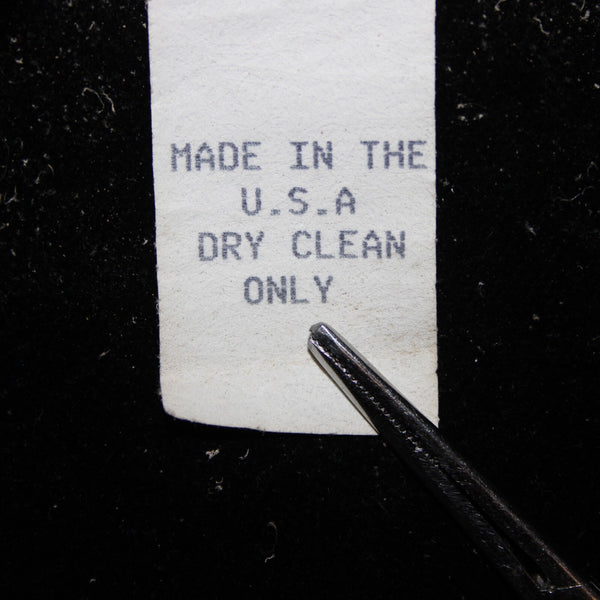 MADE IN THE
U.S.A
DRY CLEAN
ONLY